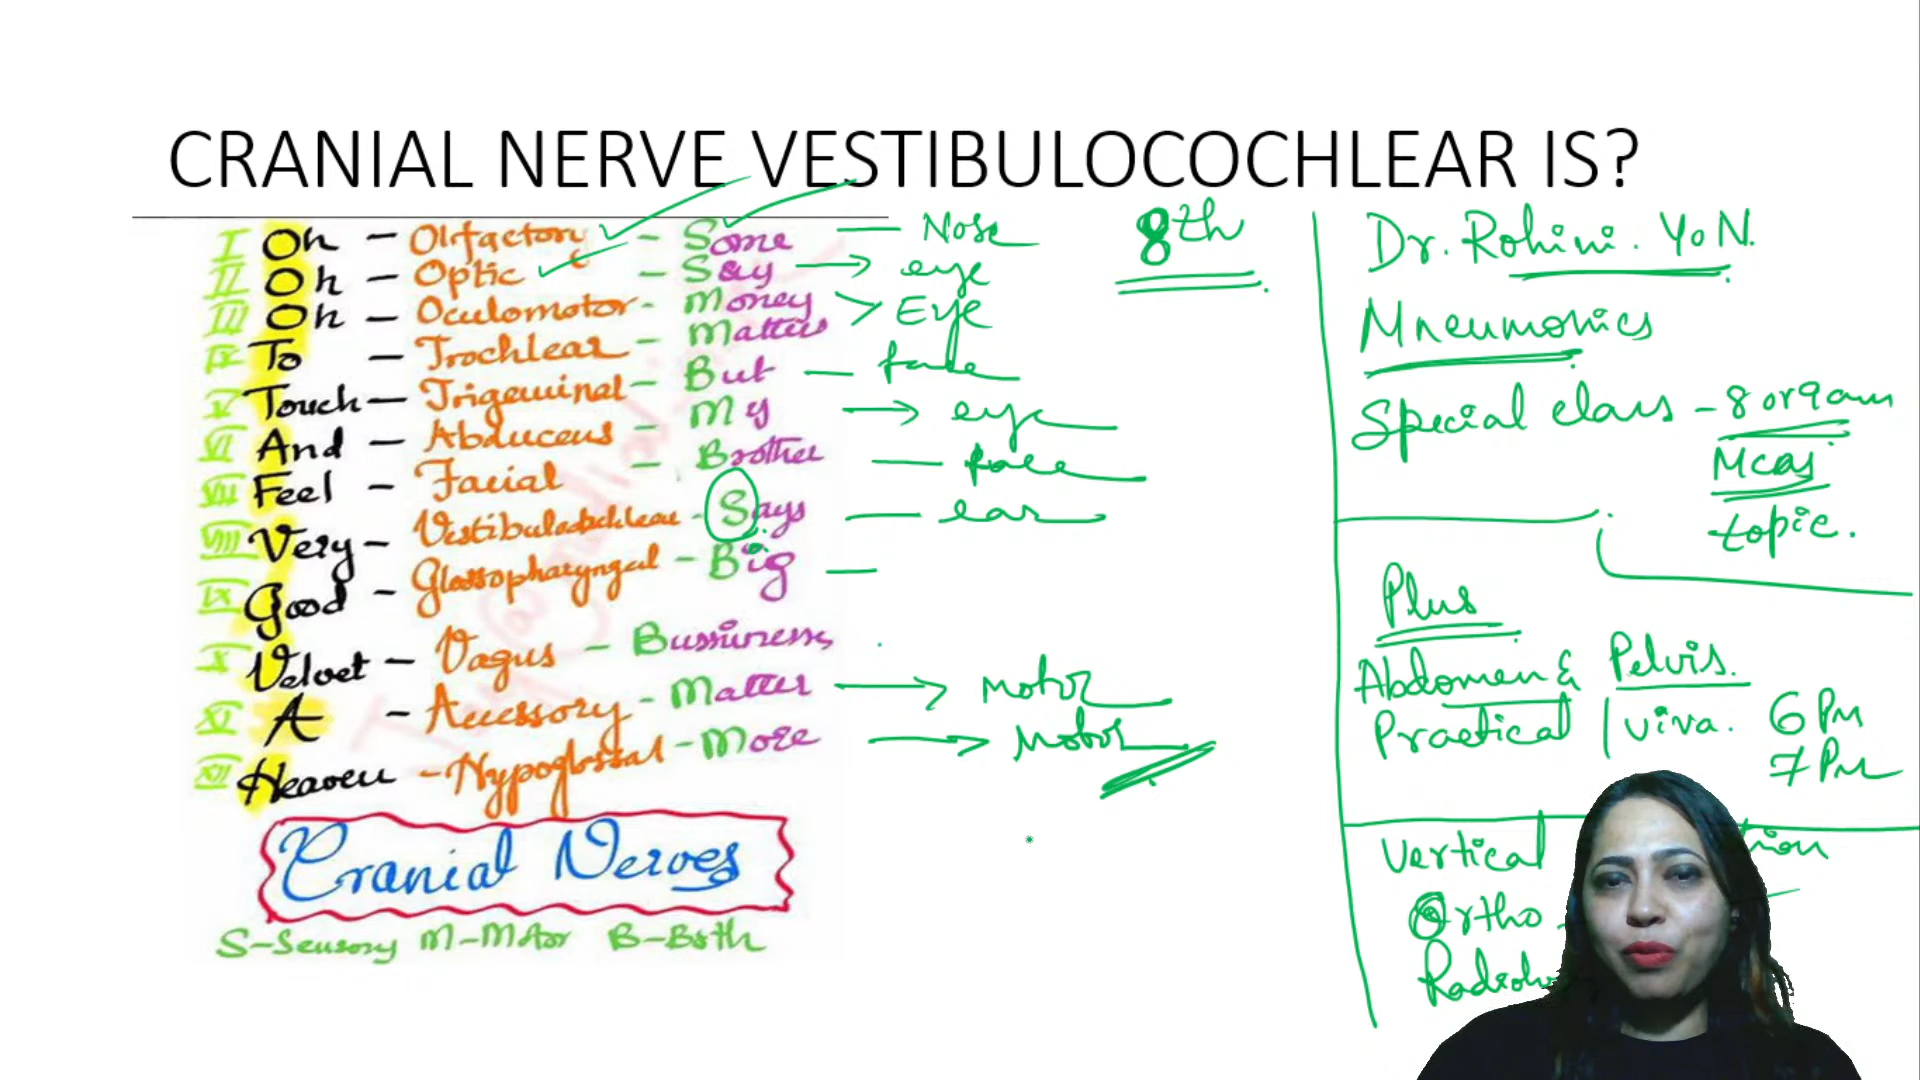 CRANIAL NERVE VESTIBULOCOCHLEAR IS?
I Oh - Olfactory - Some - Nose
II Oh - Optic - Say → eye
III Oh - Oculomotor - Money > Eye
IV To - Trochlear - Matters
V Touch - Trigeminal - But - face
VI And - Abducens - My → eye
VII Feel - Facial - Brother - face
VIII Very - Vestibulocochlear - Says - ear
IX Good - Glossopharyngeal - Big -
X Velvet - Vagus - Bussiness
XI A - Accessory - Matter → Motor
XII Heaven - Hypoglossal - More → Motor
Cranial Nerves
S-Sensory M-Motor B-Both
8th
Dr. Rohini. YoN.
Mneumonics
Special class - 8 or 9 am
Mcqs
topic.
Plus
Abdomen & Pelvis.
Practical / viva. 6 PM
7 PM
Vertical
Ortho